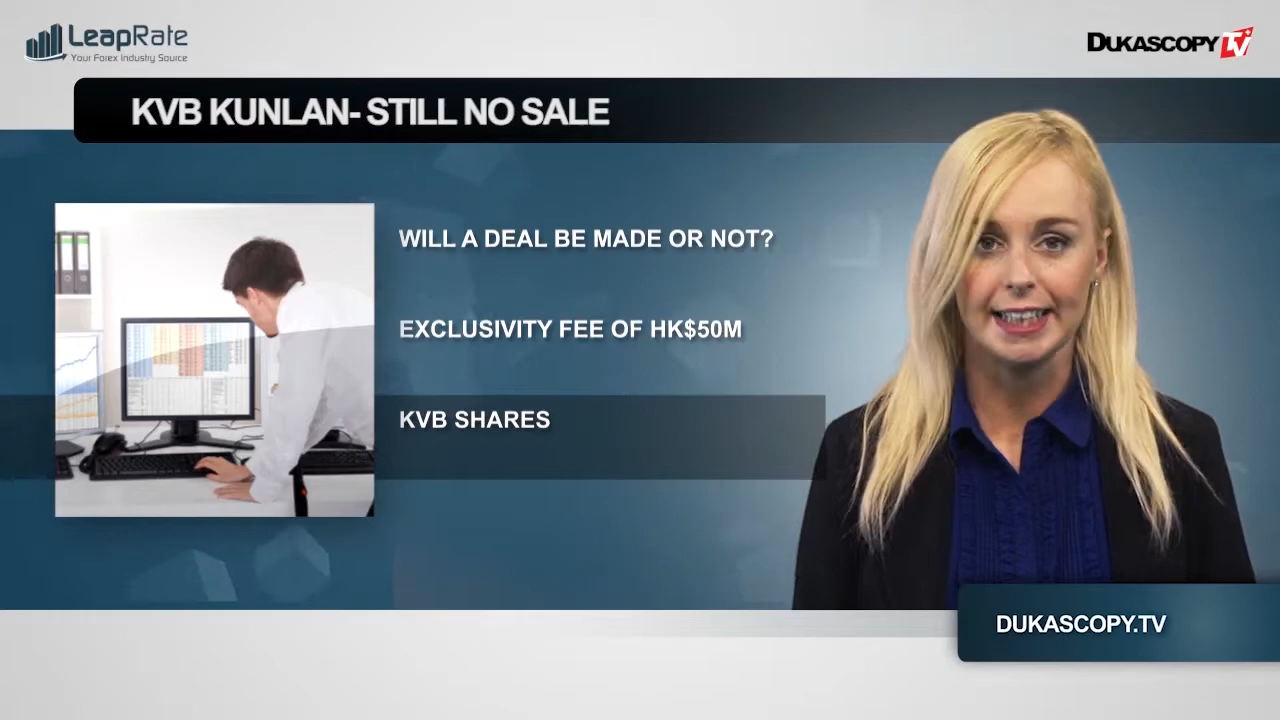 LeapRate
Your Forex Industry Source
DUKASCOPY TV
KVB KUNLAN- STILL NO SALE
WILL A DEAL BE MADE OR NOT?
EXCLUSIVITY FEE OF HK$50M
KVB SHARES
DUKASCOPY.TV